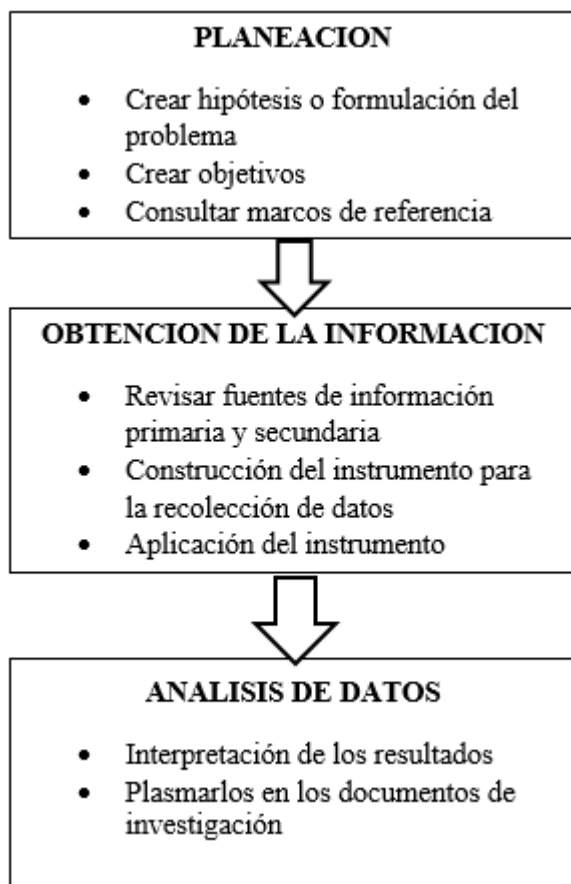 PLANEACION
• Crear hipótesis o formulación del
problema
• Crear objetivos
• Consultar marcos de referencia
OBTENCION DE LA INFORMACION
• Revisar fuentes de información
primaria y secundaria
• Construcción del instrumento para
la recolección de datos
• Aplicación del instrumento
ANALISIS DE DATOS
• Interpretación de los resultados
• Plasmarlos en los documentos de
investigación